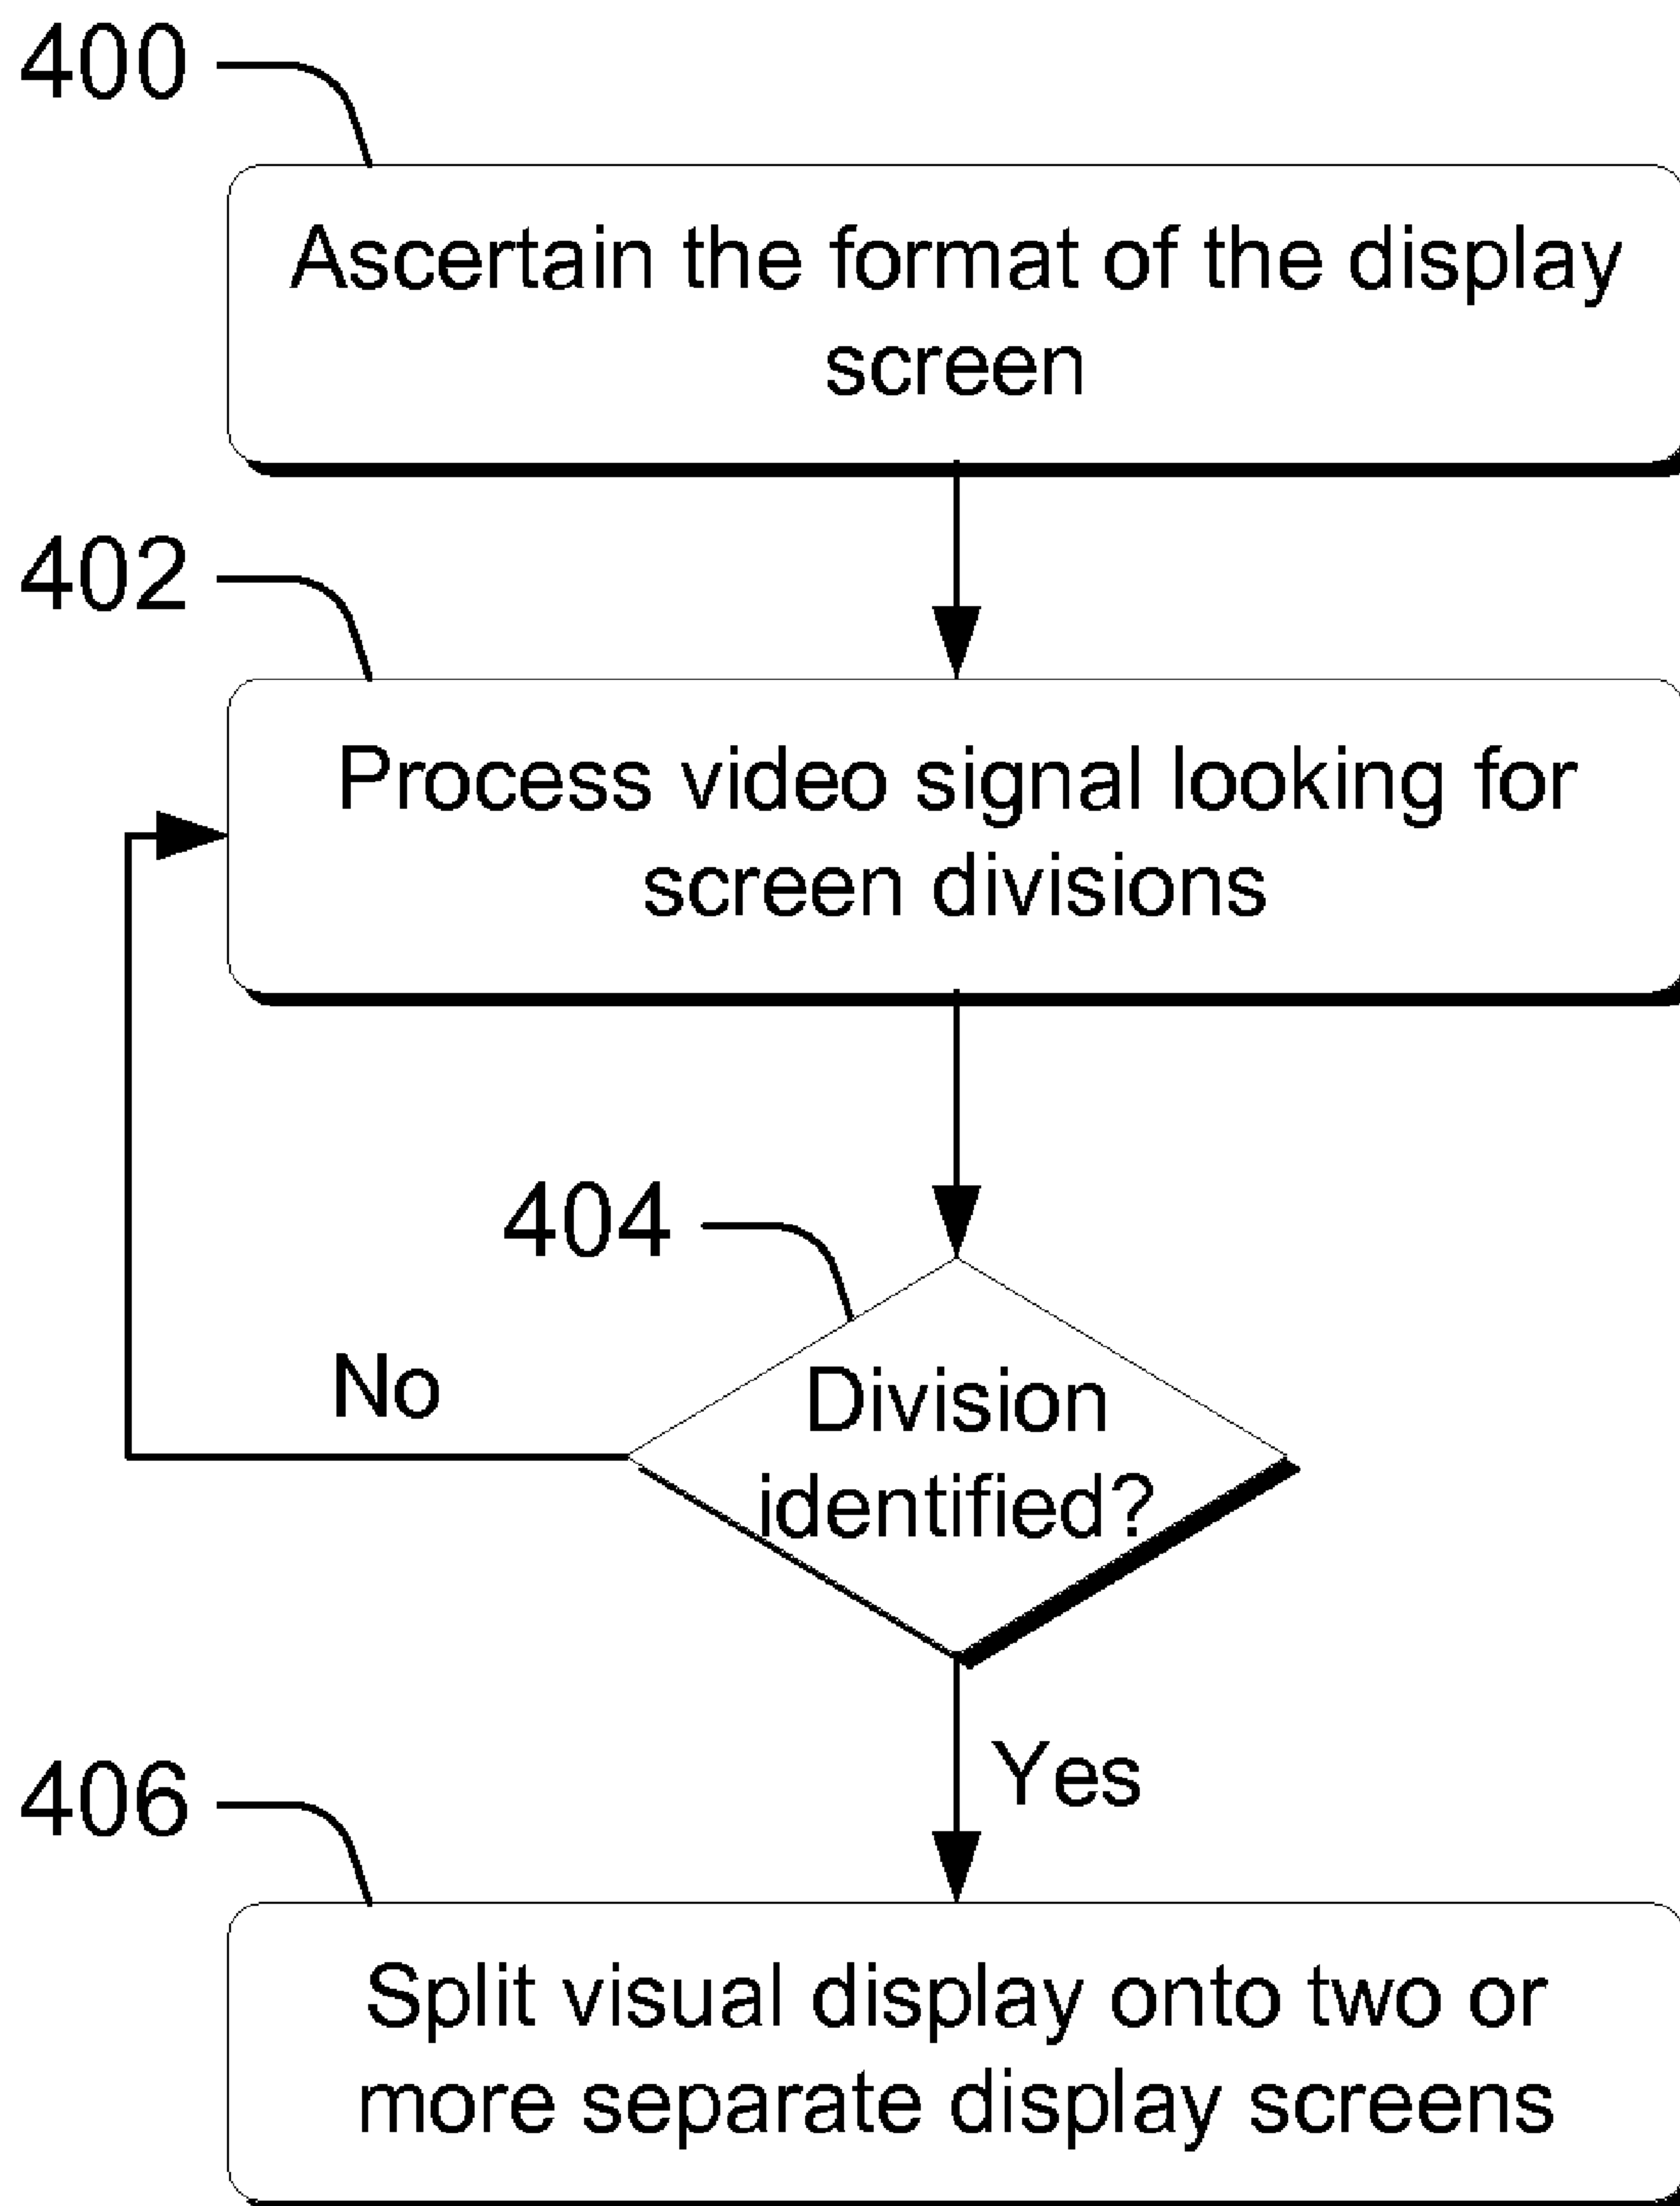 400
Ascertain the format of the display
screen
402
Process video signal looking for
screen divisions
404
No
Division
identified?
Yes
406
Split visual display onto two or
more separate display screens